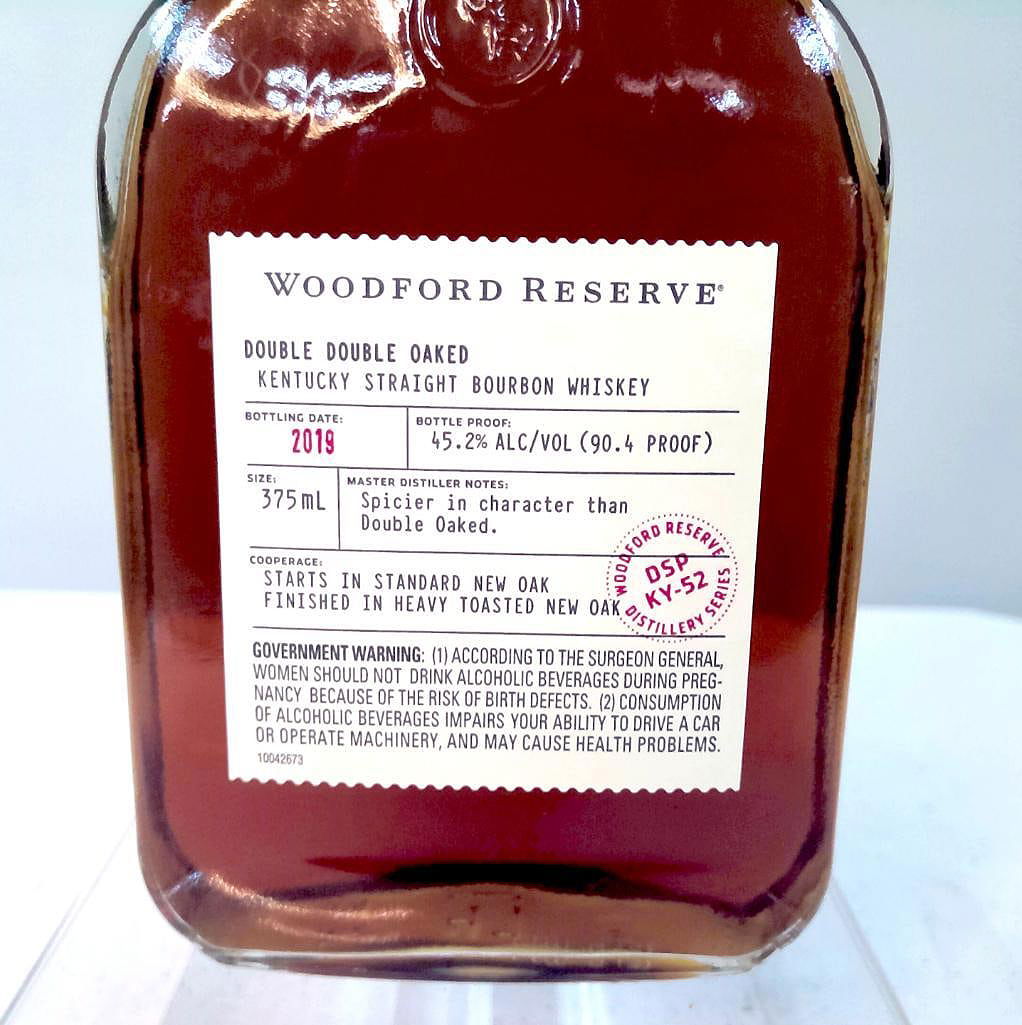 WOODFORD RESERVE®
DOUBLE DOUBLE OAKED
KENTUCKY STRAIGHT BOURBON WHISKEY
BOTTLING DATE:
2019
BOTTLE PROOF:
45.2% ALC/VOL (90.4 PROOF)
SIZE:
375mL
MASTER DISTILLER NOTES:
Spicier in character than
Double Oaked.
COOPERAGE:
STARTS IN STANDARD NEW OAK
FINISHED IN HEAVY TOASTED NEW OAK
WOODFORD RESERVE
DSP
KY-52
DISTILLERY SERIES
GOVERNMENT WARNING: (1) ACCORDING TO THE SURGEON GENERAL,
WOMEN SHOULD NOT DRINK ALCOHOLIC BEVERAGES DURING PREG-
NANCY BECAUSE OF THE RISK OF BIRTH DEFECTS. (2) CONSUMPTION
OF ALCOHOLIC BEVERAGES IMPAIRS YOUR ABILITY TO DRIVE A CAR
OR OPERATE MACHINERY, AND MAY CAUSE HEALTH PROBLEMS.
10042673